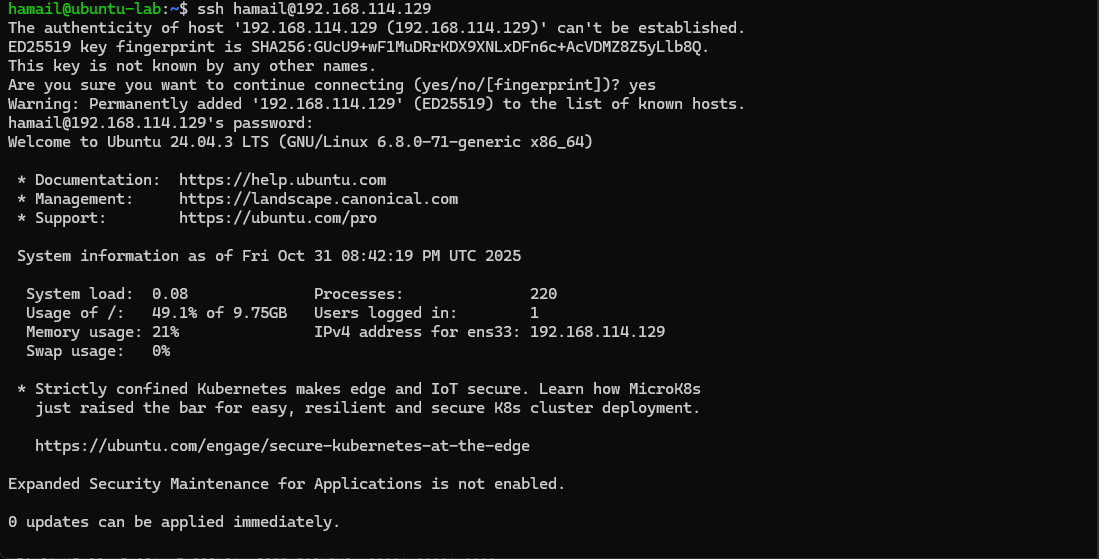 hamail@ubuntu-lab:~$ ssh hamail@192.168.114.129
The authenticity of host '192.168.114.129 (192.168.114.129)' can't be established.
ED25519 key fingerprint is SHA256:GUcU9+wF1MuDRrKDX9XNLxDFn6c+AcVDMZ8Z5yLlb8Q.
This key is not known by any other names.
Are you sure you want to continue connecting (yes/no/[fingerprint])? yes
Warning: Permanently added '192.168.114.129' (ED25519) to the list of known hosts.
hamail@192.168.114.129's password:
Welcome to Ubuntu 24.04.3 LTS (GNU/Linux 6.8.0-71-generic x86_64)

 * Documentation:  https://help.ubuntu.com
 * Management:     https://landscape.canonical.com
 * Support:        https://ubuntu.com/pro

 System information as of Fri Oct 31 08:42:19 PM UTC 2025

  System load:  0.08              Processes:              220
  Usage of /:   49.1% of 9.75GB   Users logged in:        1
  Memory usage: 21%               IPv4 address for ens33: 192.168.114.129
  Swap usage:   0%

 * Strictly confined Kubernetes makes edge and IoT secure. Learn how MicroK8s
   just raised the bar for easy, resilient and secure K8s cluster deployment.

   https://ubuntu.com/engage/secure-kubernetes-at-the-edge

Expanded Security Maintenance for Applications is not enabled.

0 updates can be applied immediately.